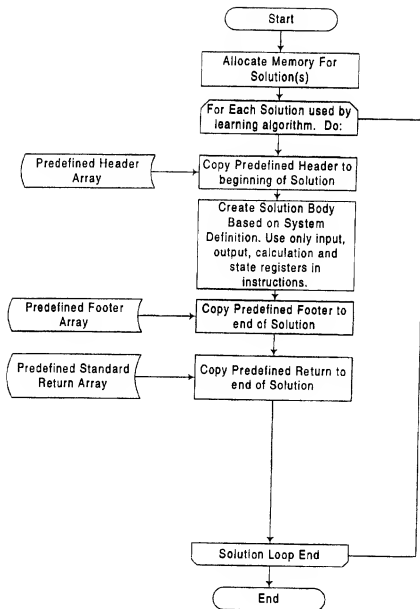 Start
Allocate Memory For
Solution(s)
For Each Solution used by
learning algorithm. Do:
Predefined Header
Array
Copy Predefined Header to
beginning of Solution
Create Solution Body
Based on System
Definition. Use only input,
output, calculation and
state registers in
instructions.
Predefined Footer
Array
Copy Predefined Footer to
end of Solution
Predefined Standard
Return Array
Copy Predefined Return to
end of Solution
Solution Loop End
End